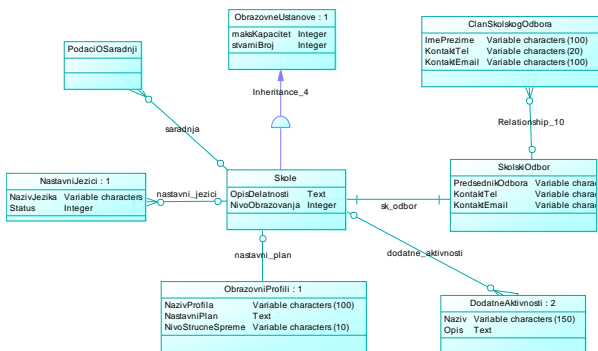 ObrazovneUstanove : 1
maksKapacitet Integer
stvarniBroj Integer
ClanSkolskogOdbora
ImePrezime Variable characters (100)
KontaktTel Variable characters (20)
KontaktEmail Variable characters (100)
PodaciOSaradnji
Inheritance_4
saradnja
Relationship_10
NastavniJezici : 1
NazivJezika Variable characters
Status Integer
nastavni_jezici
Skole
OpisDelatnosti Text
NivoObrazovanja Integer
sk_odbor
SkolskiOdbor
PredsednikOdbora Variable
KontaktTel Variable
KontaktEmail Variable
nastavni_plan
dodatne_aktivnosti
ObrazovniProfili : 1
NazivProfila Variable characters (100)
NastavniPlan Text
NivoStrucneSpreme Variable characters (10)
DodatneAktivnosti : 2
Naziv Variable characters (150)
Opis Text